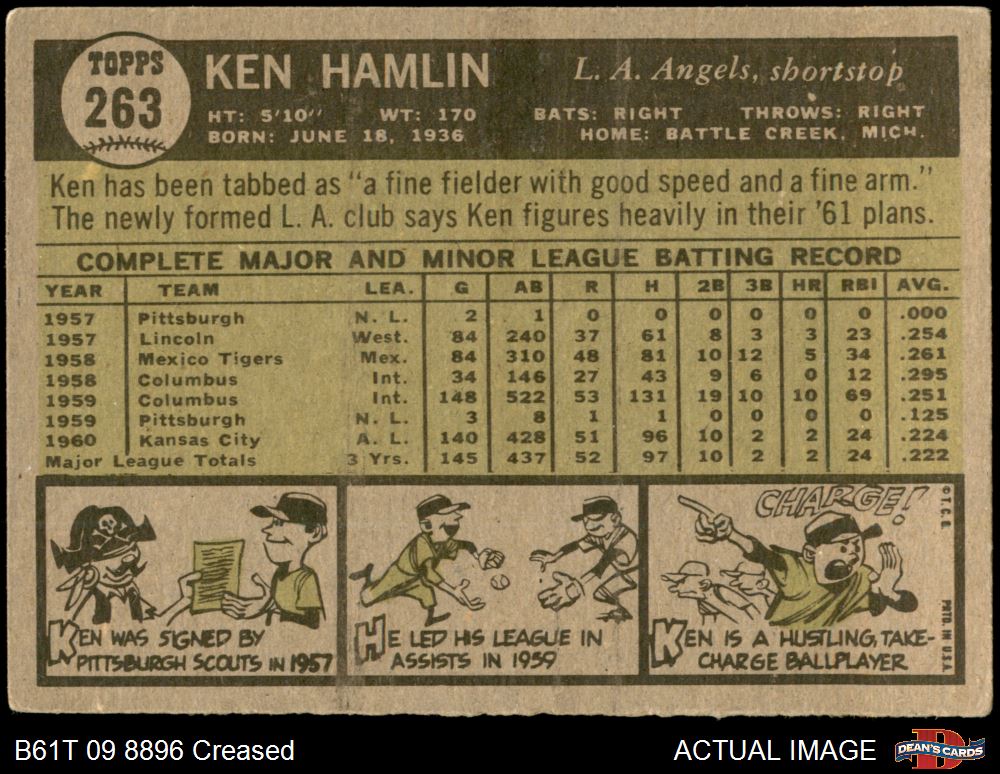 TOPPS
263
KEN HAMLIN
L. A. Angels, shortstop
HT: 5'10" WT: 170 BATS: RIGHT THROWS: RIGHT
BORN: JUNE 18, 1936 HOME: BATTLE CREEK, MICH.
Ken has been tabbed as "a fine fielder with good speed and a fine arm."
The newly formed L. A. club says Ken figures heavily in their '61 plans.
COMPLETE MAJOR AND MINOR LEAGUE BATTING RECORD
YEAR TEAM LEA. G AB R H 2B 3B HR RBI AVG.
1957 Pittsburgh N. L. 2 1 0 0 0 0 0 0 .000
1957 Lincoln West. 84 240 37 61 8 3 3 23 .254
1958 Mexico Tigers Mex. 84 310 48 81 10 12 5 34 .261
1958 Columbus Int. 34 146 27 43 9 6 0 12 .295
1959 Columbus Int. 148 522 53 131 19 10 10 69 .251
1959 Pittsburgh N. L. 3 8 1 1 0 0 0 0 .125
1960 Kansas City A. L. 140 428 51 96 10 2 2 24 .224
Major League Totals 3 Yrs. 145 437 52 97 10 2 2 24 .222
KEN WAS SIGNED BY
PITTSBURGH SCOUTS IN 1957
HE LED HIS LEAGUE IN
ASSISTS IN 1959
CHARGE!
KEN IS A HUSTLING, TAKE-
CHARGE BALLPLAYER
© T.C.G.
PRTD. IN U.S.A.
B61T 09 8896 Creased
ACTUAL IMAGE
DEAN'S CARDS